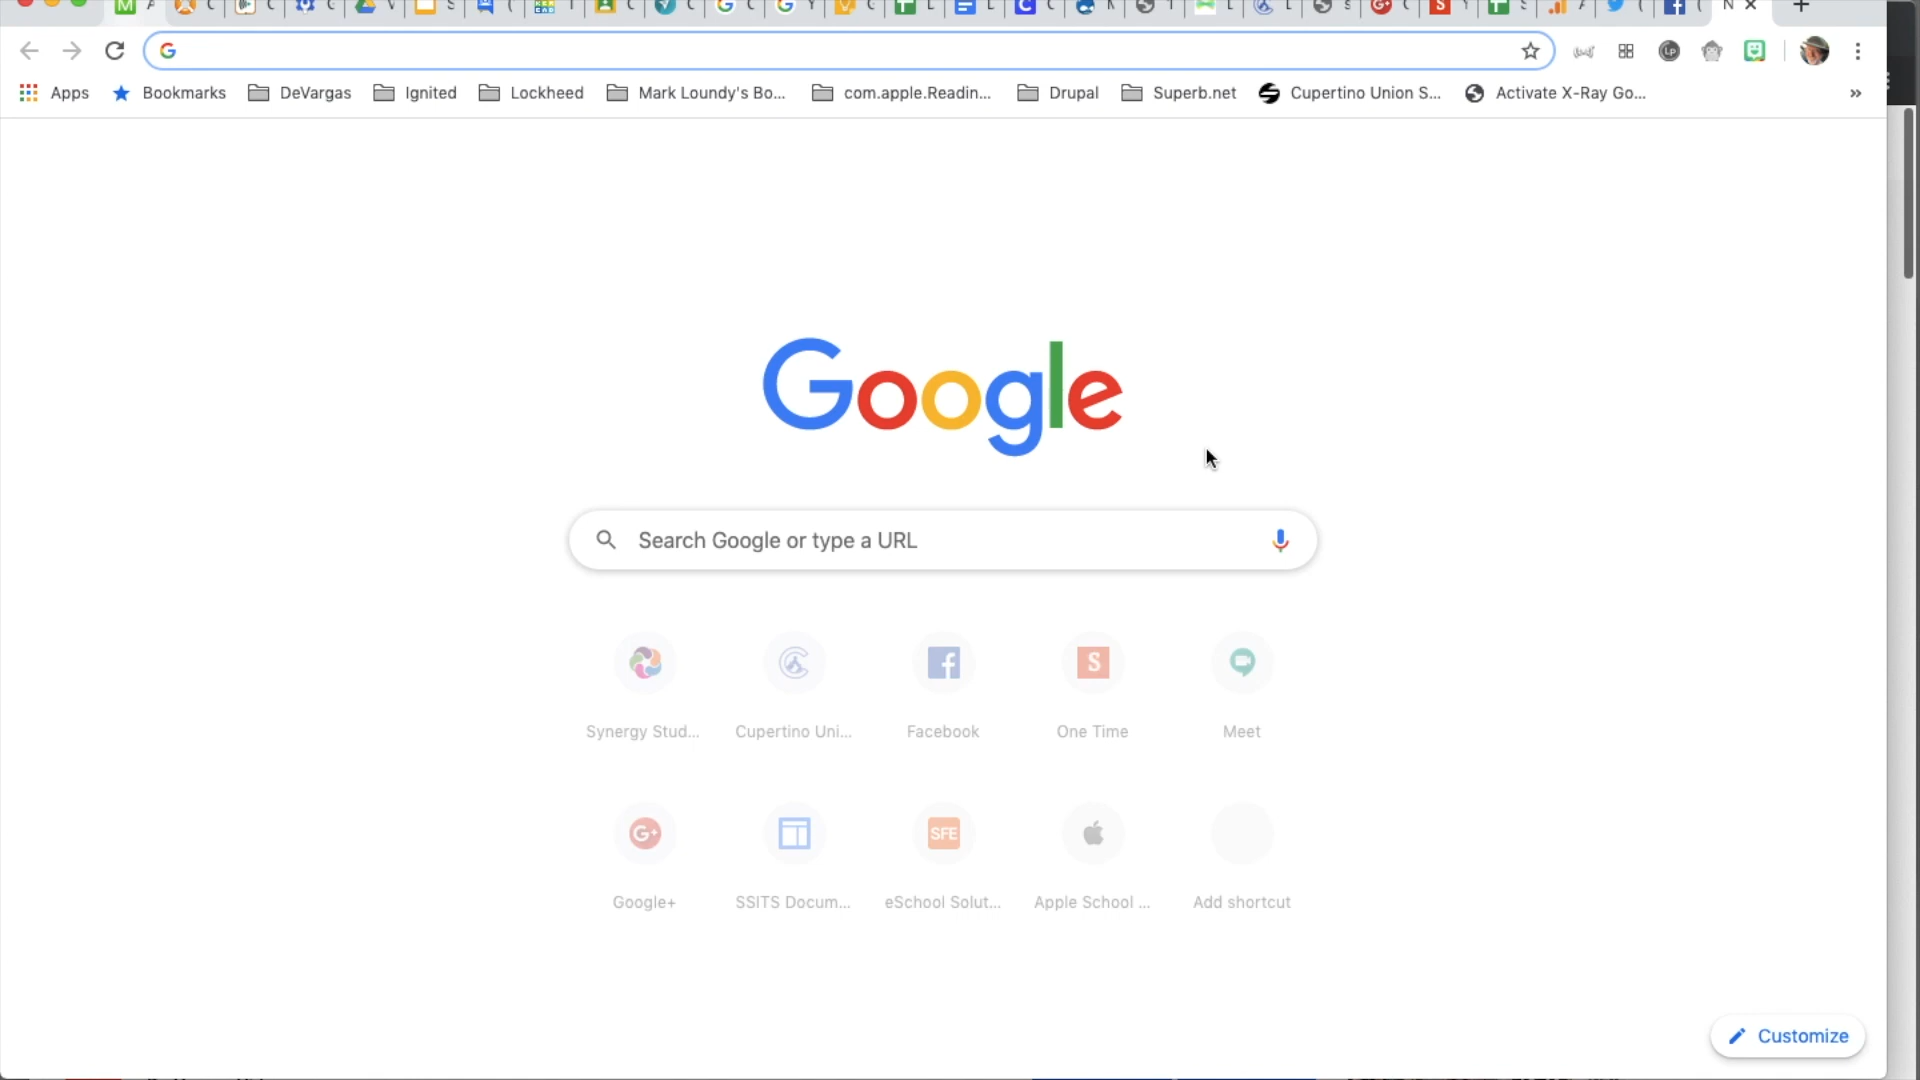 Apps Bookmarks DeVargas Ignited Lockheed Mark Loundy's Bo... com.apple.Readin... Drupal Superb.net Cupertino Union S... Activate X-Ray Go... »
Google
Search Google or type a URL
Synergy Stud... Cupertino Uni... Facebook One Time Meet
Google+ SSITS Docum... eSchool Solut... Apple School ... Add shortcut
Customize